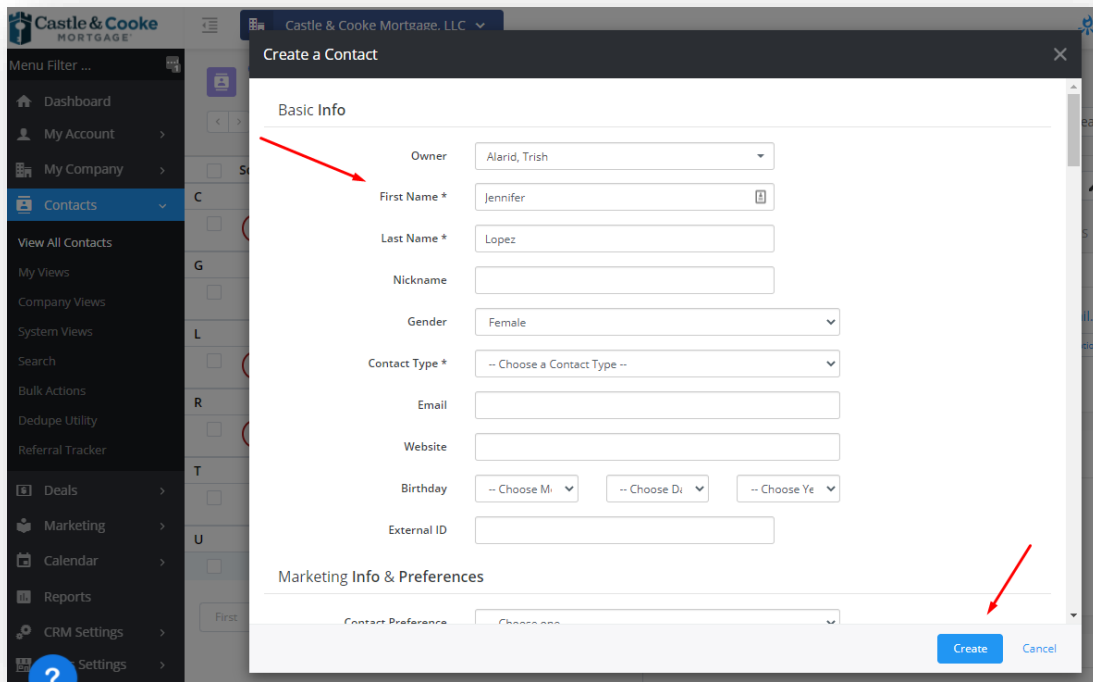 Castle & Cooke
MORTGAGE
Castle & Cooke Mortgage, LLC
Menu Filter ...
Dashboard
My Account
My Company
Contacts
View All Contacts
My Views
Company Views
System Views
Search
Bulk Actions
Dedupe Utility
Referral Tracker
Deals
Marketing
Calendar
Reports
CRM Settings
Settings
?
C
G
L
R
T
U
First
Create a Contact
Basic Info
Owner Alarid, Trish
First Name * Jennifer
Last Name * Lopez
Nickname
Gender Female
Contact Type * -- Choose a Contact Type --
Email
Website
Birthday -- Choose M -- Choose Da -- Choose Ye
External ID
Marketing Info & Preferences
Contact Preference Choose one
Create Cancel